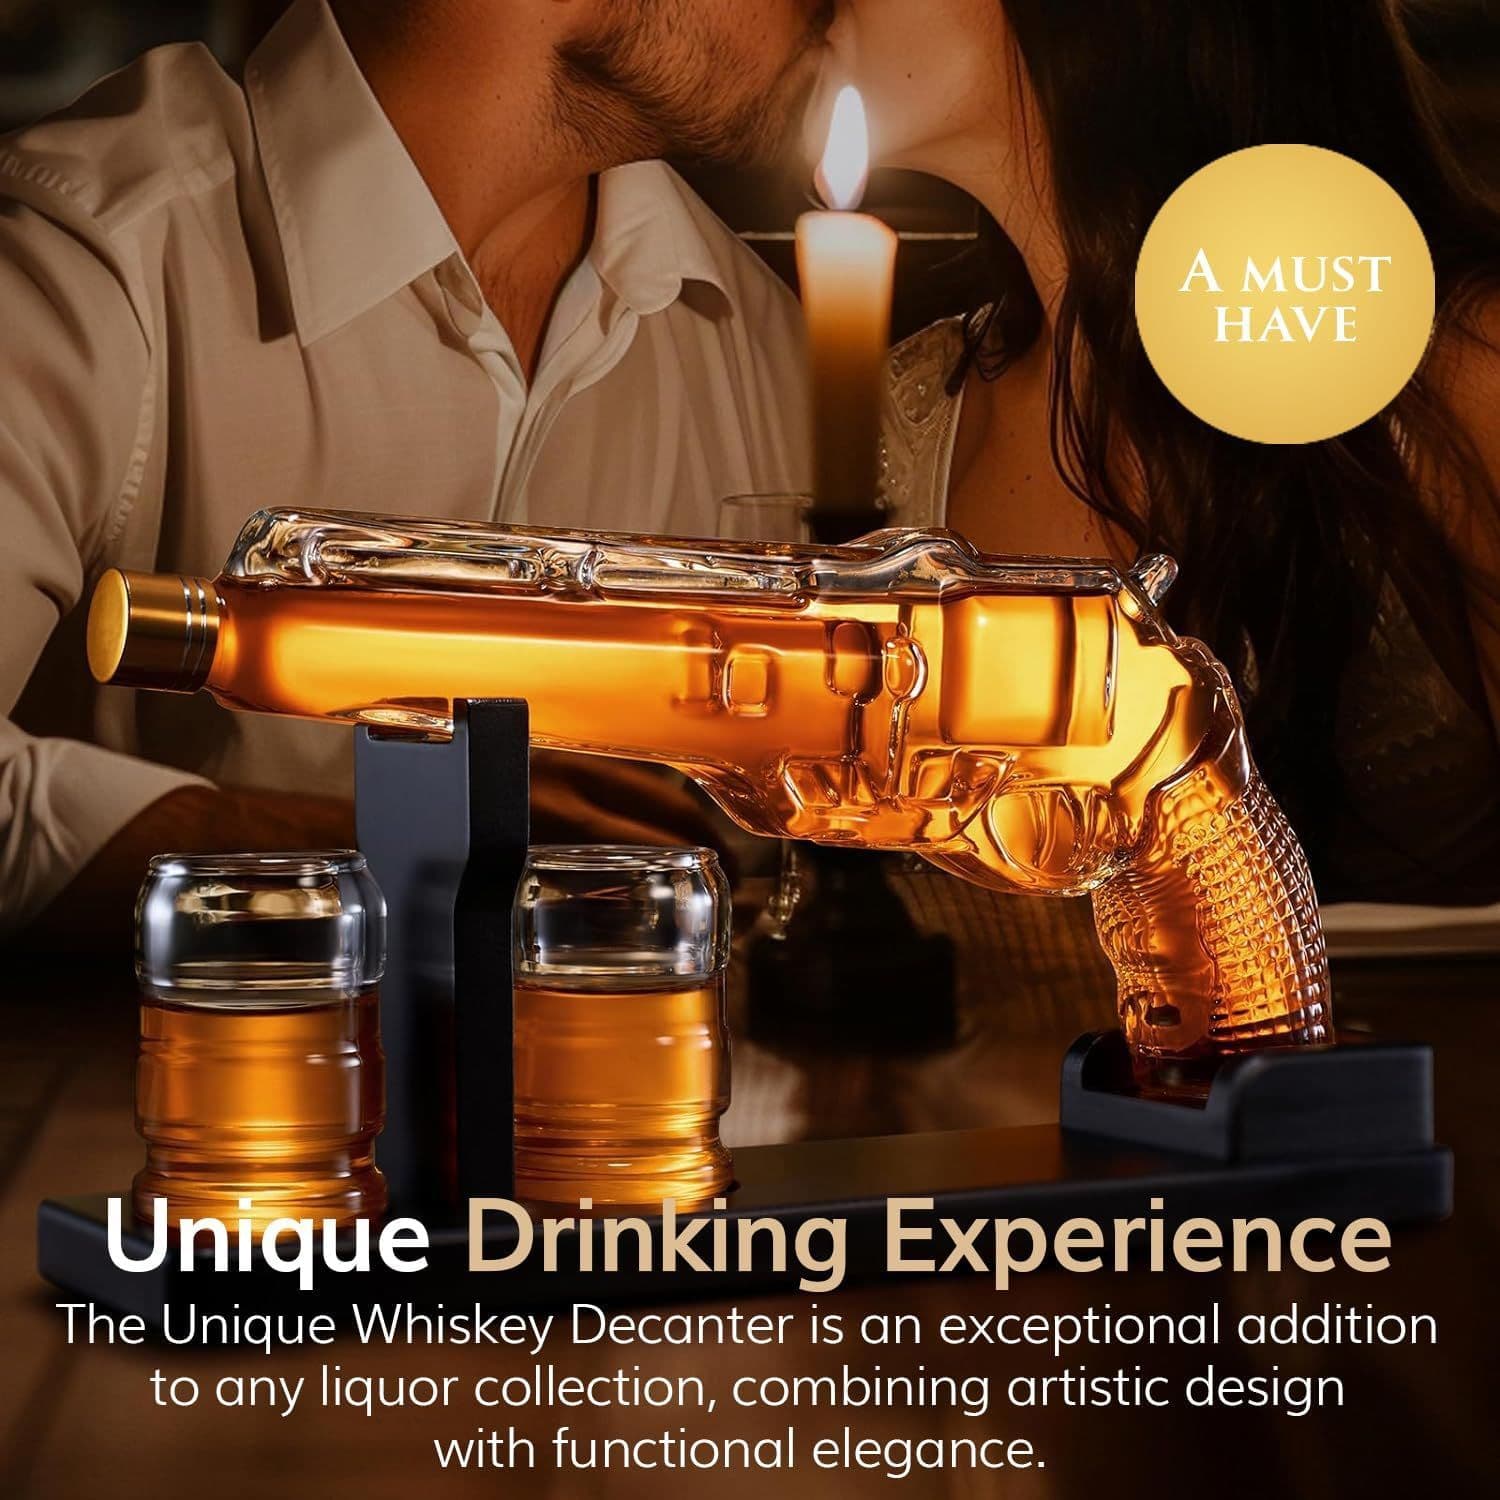 A MUST
HAVE
Unique Drinking Experience
The Unique Whiskey Decanter is an exceptional addition
to any liquor collection, combining artistic design
with functional elegance.